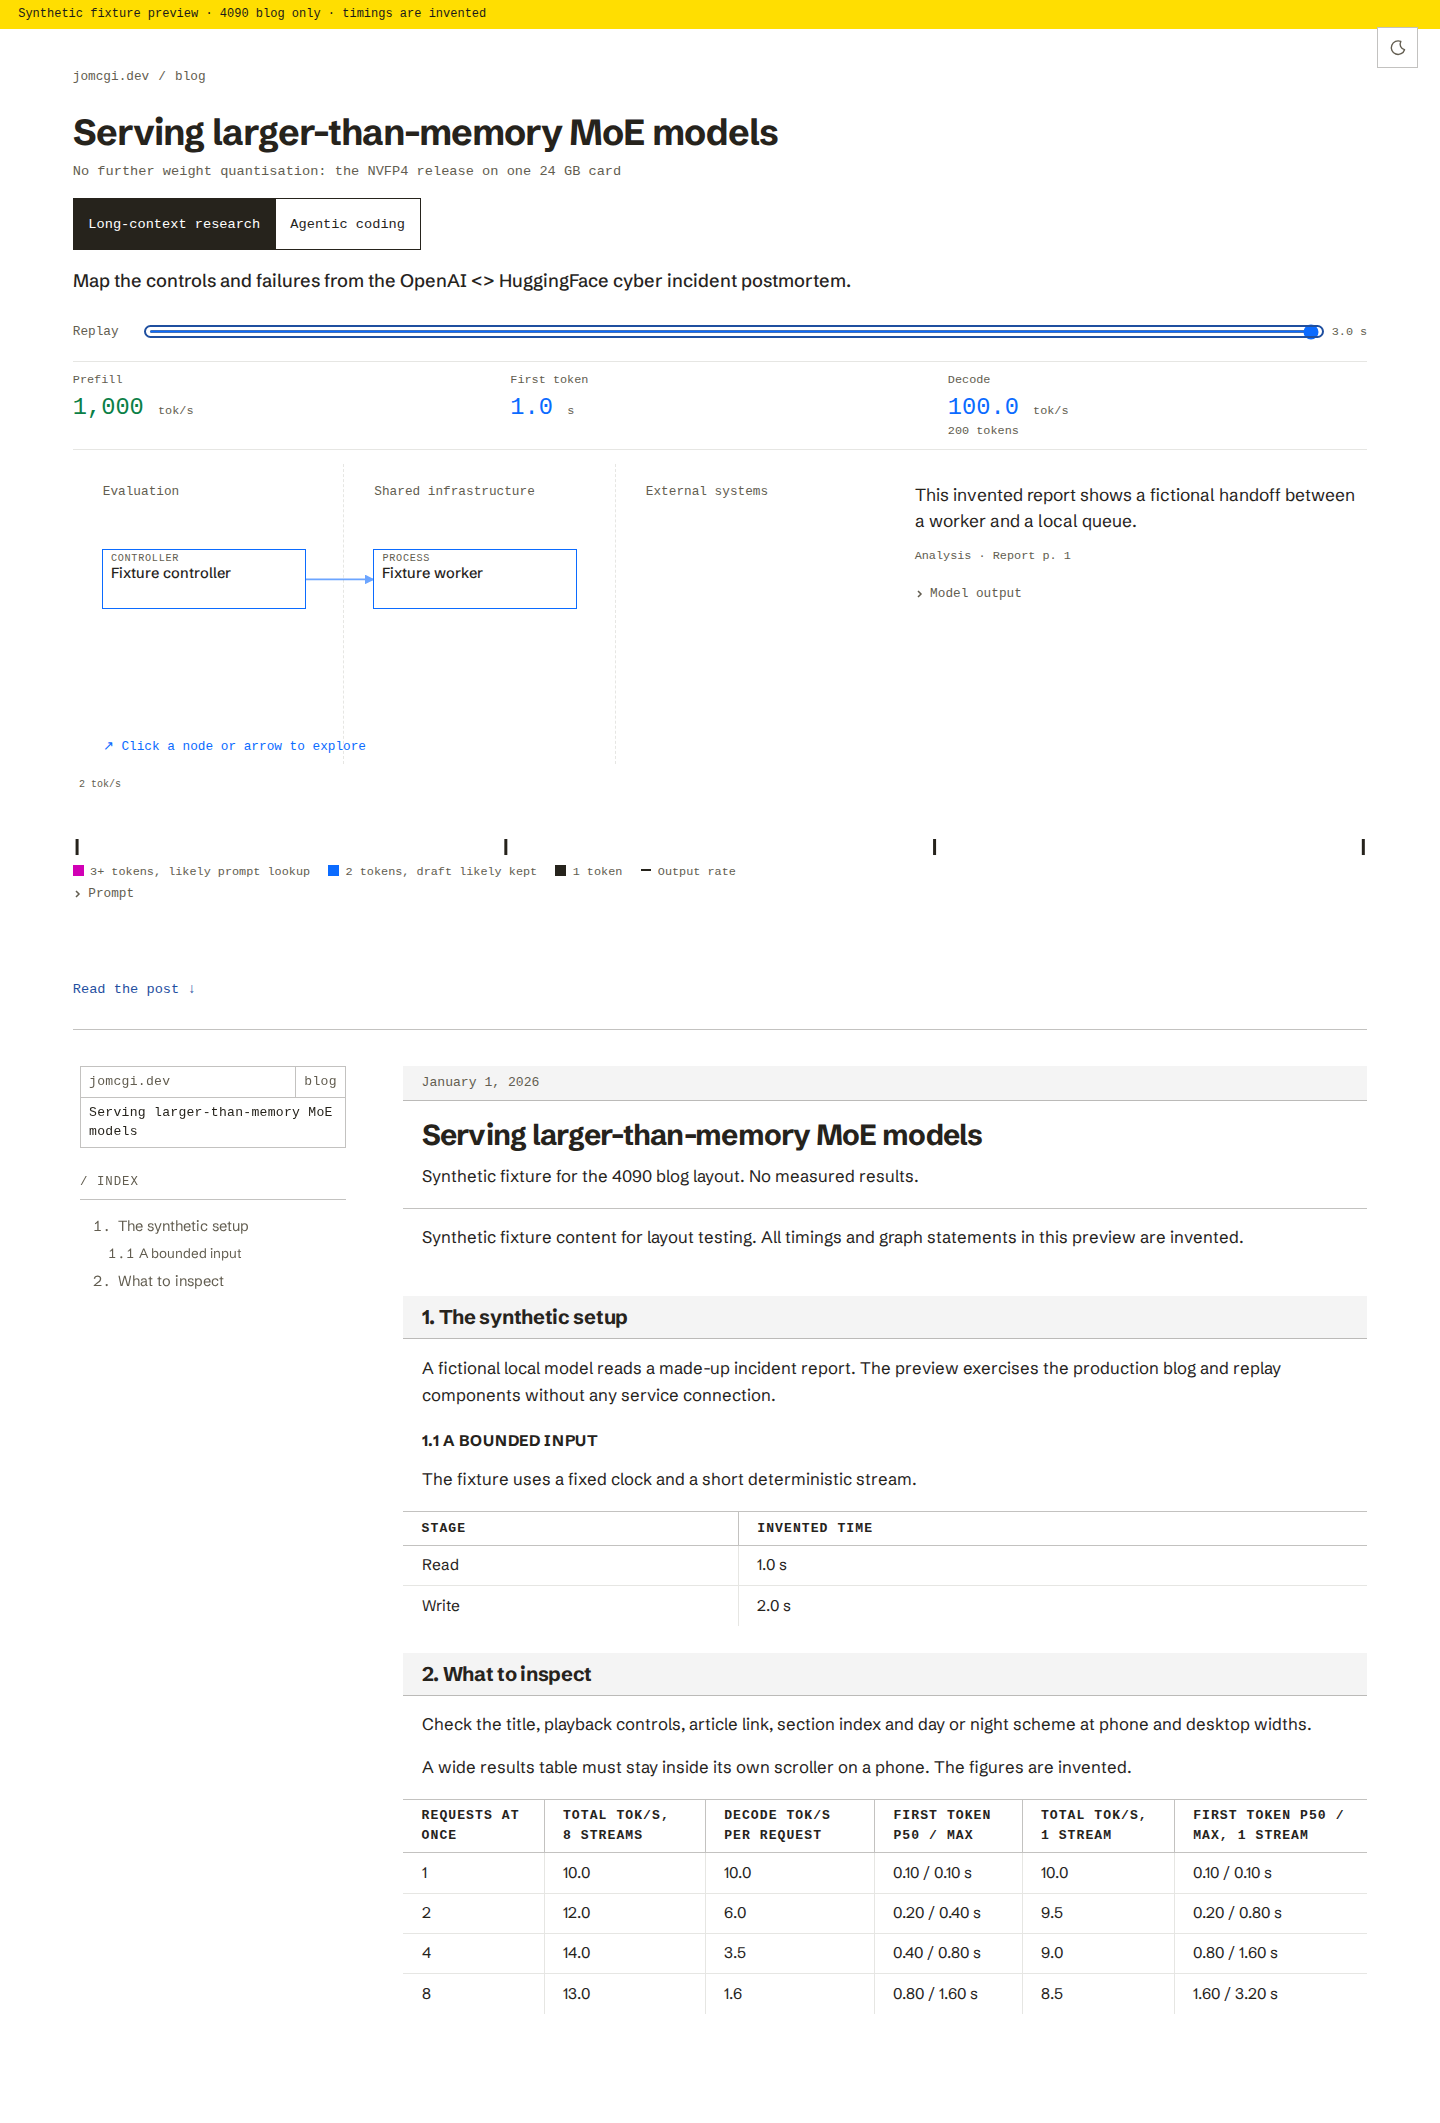 Synthetic fixture preview · 4090 blog only · timings are invented
jomcgi.dev / blog
Serving larger-than-memory MoE models
No further weight quantisation: the NVFP4 release on one 24 GB card
Long-context research
Agentic coding
Map the controls and failures from the OpenAI <> HuggingFace cyber incident postmortem.
Replay
3.0 s
Prefill
First token
Decode
1,000 tok/s
1.0 s
100.0 tok/s
200 tokens
Evaluation
Shared infrastructure
External systems
CONTROLLER
Fixture controller
PROCESS
Fixture worker
↗ Click a node or arrow to explore
This invented report shows a fictional handoff between
a worker and a local queue.
Analysis · Report p. 1
› Model output
2 tok/s
3+ tokens, likely prompt lookup
2 tokens, draft likely kept
1 token
Output rate
› Prompt
Read the post ↓
jomcgi.dev
blog
Serving larger-than-memory MoE
models
/ INDEX
1. The synthetic setup
1.1 A bounded input
2. What to inspect
January 1, 2026
Serving larger-than-memory MoE models
Synthetic fixture for the 4090 blog layout. No measured results.
Synthetic fixture content for layout testing. All timings and graph statements in this preview are invented.
1. The synthetic setup
A fictional local model reads a made-up incident report. The preview exercises the production blog and replay
components without any service connection.
1.1 A BOUNDED INPUT
The fixture uses a fixed clock and a short deterministic stream.
STAGE INVENTED TIME
Read 1.0 s
Write 2.0 s
2. What to inspect
Check the title, playback controls, article link, section index and day or night scheme at phone and desktop widths.
A wide results table must stay inside its own scroller on a phone. The figures are invented.
REQUESTS AT TOTAL TOK/S, DECODE TOK/S FIRST TOKEN TOTAL TOK/S, FIRST TOKEN P50 /
ONCE 8 STREAMS PER REQUEST P50 / MAX 1 STREAM MAX, 1 STREAM
1 10.0 10.0 0.10 / 0.10 s 10.0 0.10 / 0.10 s
2 12.0 6.0 0.20 / 0.40 s 9.5 0.20 / 0.80 s
4 14.0 3.5 0.40 / 0.80 s 9.0 0.80 / 1.60 s
8 13.0 1.6 0.80 / 1.60 s 8.5 1.60 / 3.20 s